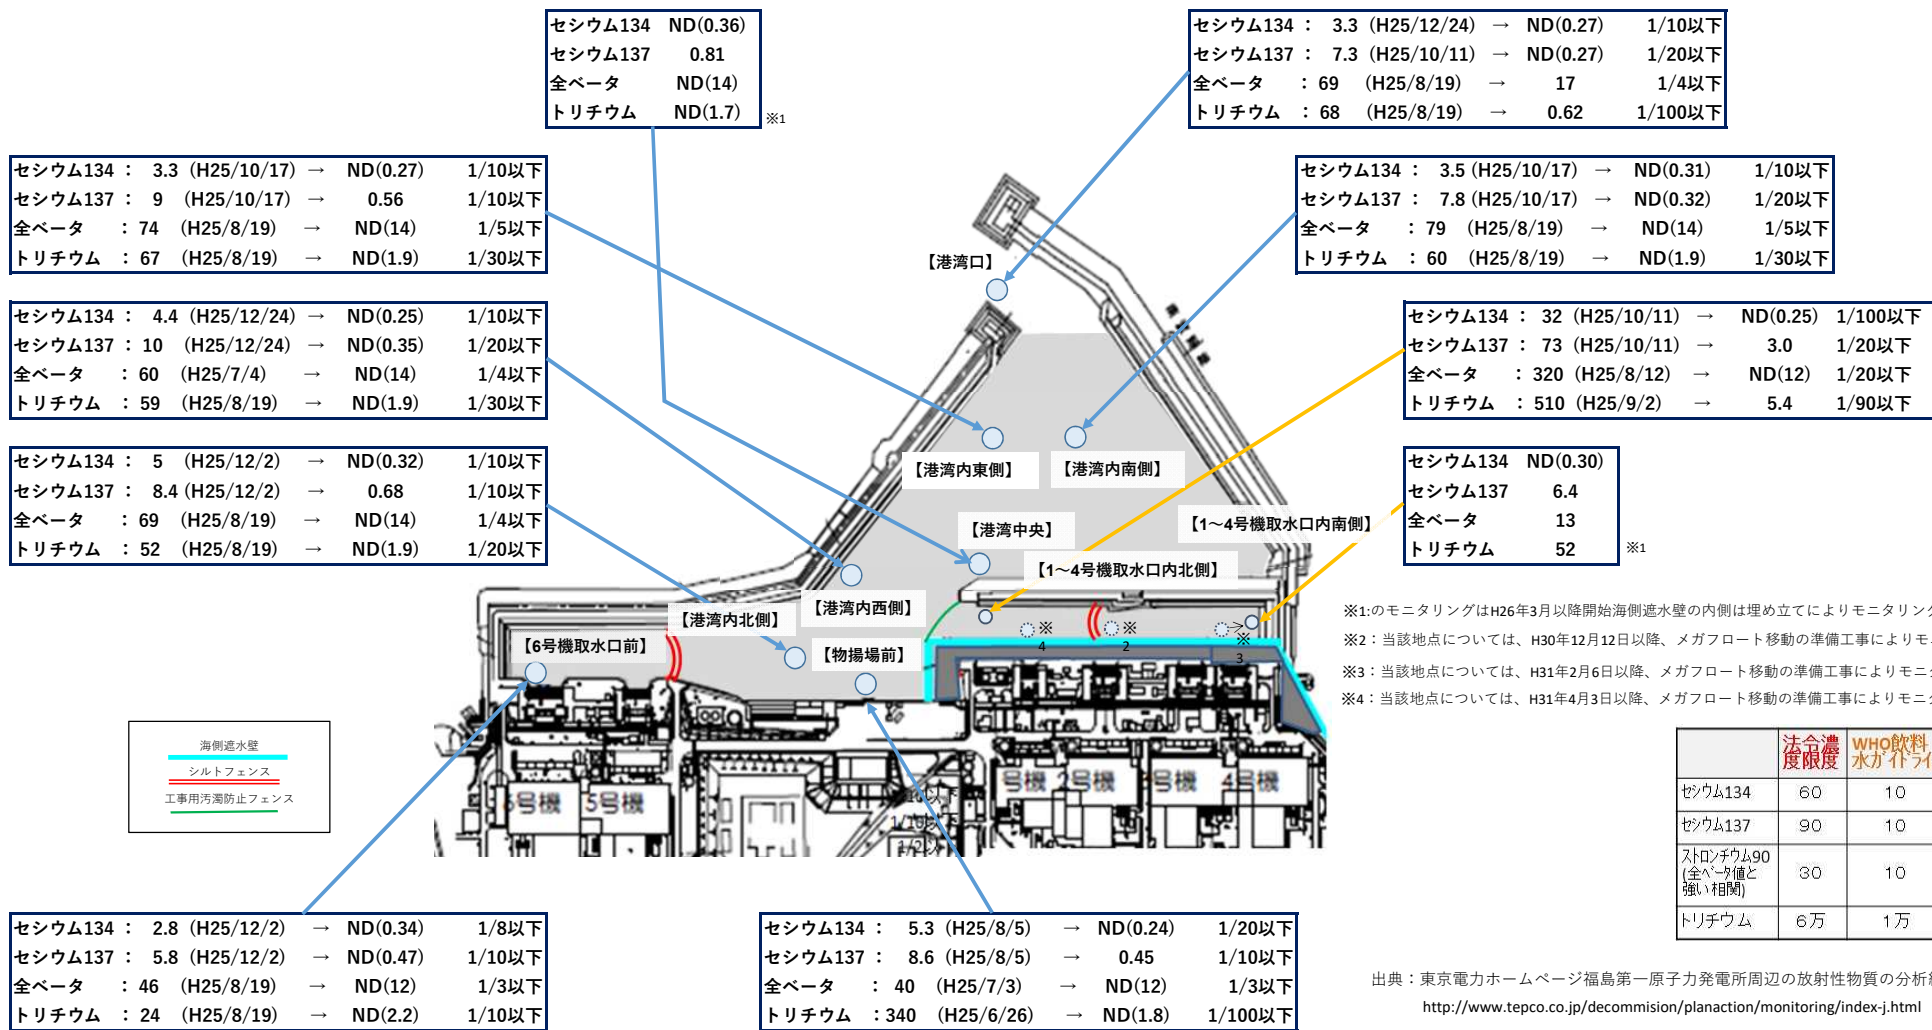 セシウム134 ND(0.36)
セシウム137 0.81
全ベータ ND(14)
トリチウム ND(1.7) ※1
セシウム134 : 3.3 (H25/12/24) → ND(0.27) 1/10以下
セシウム137 : 7.3 (H25/10/11) → ND(0.27) 1/20以下
全ベータ : 69 (H25/8/19) → 17 1/4以下
トリチウム : 68 (H25/8/19) → 0.62 1/100以下
セシウム134 : 3.3 (H25/10/17) → ND(0.27) 1/10以下
セシウム137 : 9 (H25/10/17) → 0.56 1/10以下
全ベータ : 74 (H25/8/19) → ND(14) 1/5以下
トリチウム : 67 (H25/8/19) → ND(1.9) 1/30以下
セシウム134 : 3.5 (H25/10/17) → ND(0.31) 1/10以下
セシウム137 : 7.8 (H25/10/17) → ND(0.32) 1/20以下
全ベータ : 79 (H25/8/19) → ND(14) 1/5以下
トリチウム : 60 (H25/8/19) → ND(1.9) 1/30以下
【港湾口】
セシウム134 : 4.4 (H25/12/24) → ND(0.25) 1/10以下
セシウム137 : 10 (H25/12/24) → ND(0.35) 1/20以下
全ベータ : 60 (H25/7/4) → ND(14) 1/4以下
トリチウム : 59 (H25/8/19) → ND(1.9) 1/30以下
セシウム134 : 32 (H25/10/11) → ND(0.25) 1/100以下
セシウム137 : 73 (H25/10/11) → 3.0 1/20以下
全ベータ : 320 (H25/8/12) → ND(12) 1/20以下
トリチウム : 510 (H25/9/2) → 5.4 1/90以下
セシウム134 : 5 (H25/12/2) → ND(0.32) 1/10以下
セシウム137 : 8.4 (H25/12/2) → 0.68 1/10以下
全ベータ : 69 (H25/8/19) → ND(14) 1/4以下
トリチウム : 52 (H25/8/19) → ND(1.9) 1/20以下
【港湾内東側】
【港湾内南側】
セシウム134 ND(0.30)
セシウム137 6.4
全ベータ 13
トリチウム 52 ※1
【港湾中央】
【1～4号機取水口内南側】
【1～4号機取水口内北側】
【港湾内西側】
【港湾内北側】
【6号機取水口前】
【物揚場前】
※
4
※
2
※
3
※1:のモニタリングはH26年3月以降開始海側遮水壁の内側は埋め立てによりモニタリング
※2：当該地点については、H30年12月12日以降、メガフロート移動の準備工事によりモニ
※3：当該地点については、H31年2月6日以降、メガフロート移動の準備工事によりモニタ
※4：当該地点については、H31年4月3日以降、メガフロート移動の準備工事によりモニタ
海側遮水壁
シルトフェンス
工事用汚濁防止フェンス
6号機 5号機
号機 2号機 号機 4号機
1/10以下
1/2
法令濃度限度 WHO飲料水ガイドライ
セシウム134 60 10
セシウム137 90 10
ストロンチウム90
(全ベータ値と
強い相関) 30 10
トリチウム 6万 1万
セシウム134 : 2.8 (H25/12/2) → ND(0.34) 1/8以下
セシウム137 : 5.8 (H25/12/2) → ND(0.47) 1/10以下
全ベータ : 46 (H25/8/19) → ND(12) 1/3以下
トリチウム : 24 (H25/8/19) → ND(2.2) 1/10以下
セシウム134 : 5.3 (H25/8/5) → ND(0.24) 1/20以下
セシウム137 : 8.6 (H25/8/5) → 0.45 1/10以下
全ベータ : 40 (H25/7/3) → ND(12) 1/3以下
トリチウム :340 (H25/6/26) → ND(1.8) 1/100以下
出典：東京電力ホームページ福島第一原子力発電所周辺の放射性物質の分析
http://www.tepco.co.jp/decommision/planaction/monitoring/index-j.html